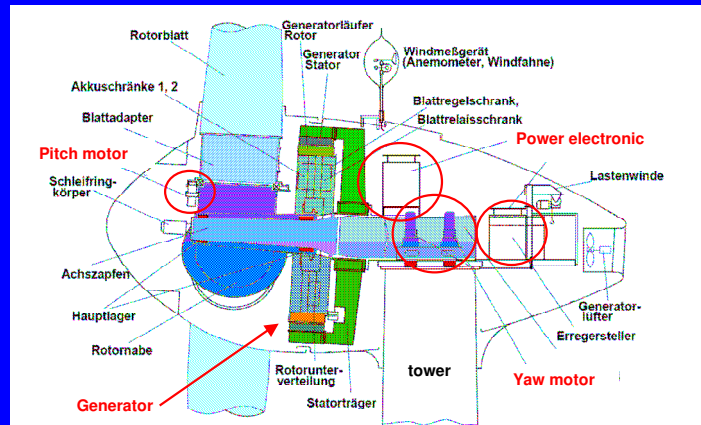 Generatorläufer
Rotor
Rotorblatt
Generator
Stator
Windmeßgerät
(Anemometer, Windfahne)
Akkuschränke 1, 2
Blattregelschrank,
Blattrelaisschrank
Blattadapter
Power electronic
Pitch motor
Lastenwinde
Schleifring-
körper
Achszapfen
Generator-
lüfter
Hauptlager
Erregersteller
Rotornabe
Rotorunter-
verteilung
tower
Yaw motor
Generator
Statorträger